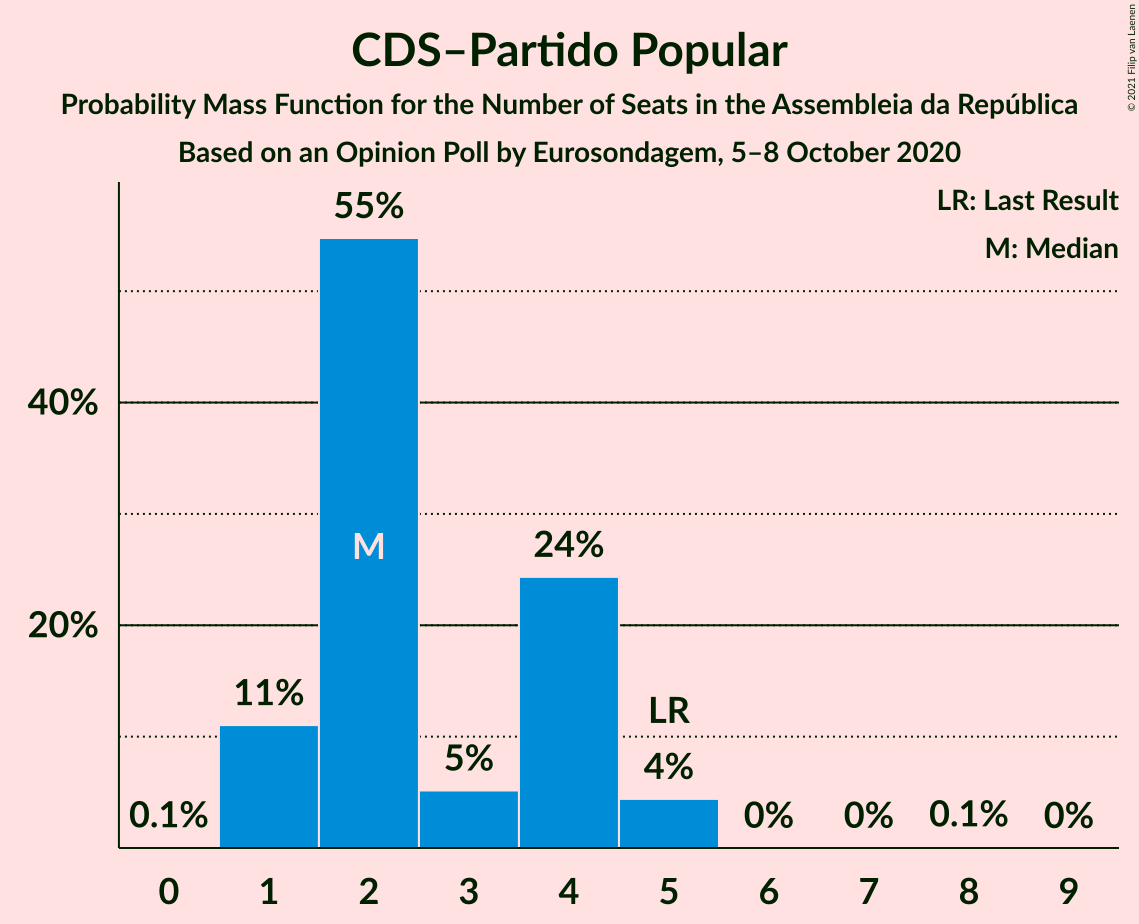 CDS–Partido Popular
Probability Mass Function for the Number of Seats in the Assembleia da República
Based on an Opinion Poll by Eurosondagem, 5–8 October 2020
© 2021 Filip van Laenen
LR: Last Result
M: Median
55%
40%
M
24%
20%
11%
LR
5%
4%
0.1%
0%
0%
0.1%
0%
0 1 2 3 4 5 6 7 8 9